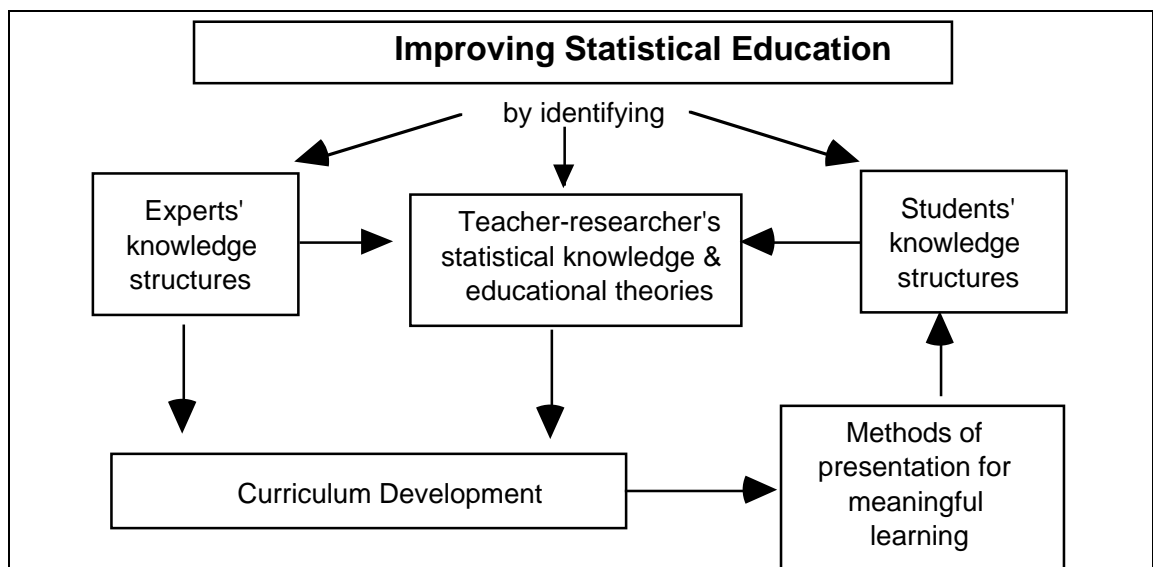 Improving Statistical Education
by identifying
Experts'
knowledge
structures
Teacher-researcher's
statistical knowledge &
educational theories
Students'
knowledge
structures
Curriculum Development
Methods of
presentation for
meaningful
learning